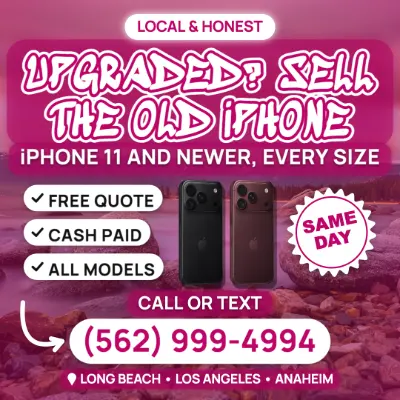 LOCAL & HONEST
UPGRADED? SELL
THE OLD iPHONE
iPHONE 11 AND NEWER, EVERY SIZE
FREE QUOTE
CASH PAID
ALL MODELS
SAME
DAY
CALL OR TEXT
(562) 999-4994
LONG BEACH • LOS ANGELES • ANAHEIM